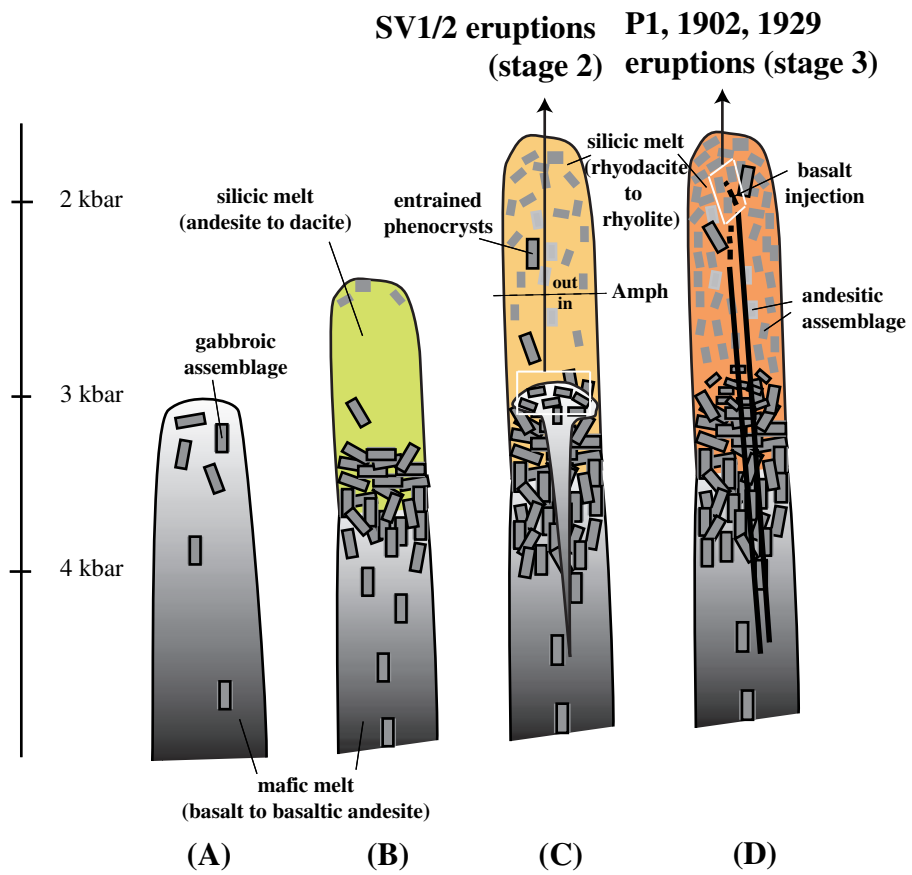 SV1/2 eruptions
(stage 2)
P1, 1902, 1929
eruptions (stage 3)
2 kbar
3 kbar
4 kbar
silicic melt
(andesite to dacite)
gabbroic
assemblage
entrained
phenocrysts
silicic melt
(rhyodacite
to
rhyolite)
basalt
injection
out
in
Amph
andesitic
assemblage
mafic melt
(basalt to basaltic andesite)
(A)
(B)
(C)
(D)